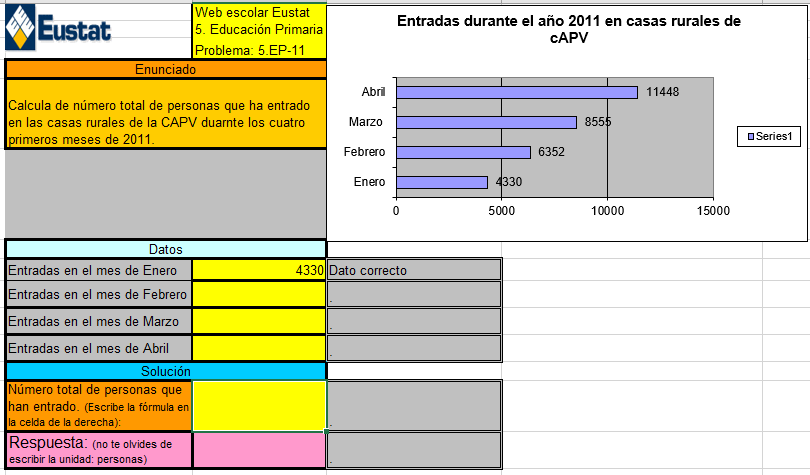 Eustat
Web escolar Eustat
5. Educación Primaria
Problema: 5.EP-11
Enunciado
Calcula de número total de personas que ha entrado
en las casas rurales de la CAPV duarnte los cuatro
primeros meses de 2011.
Entradas durante el año 2011 en casas rurales de
cAPV
Abril
11448
Marzo
8555
Febrero
6352
Enero
4330
0
5000
10000
15000
Series1
Datos
Entradas en el mes de Enero
4330
Dato correcto
Entradas en el mes de Febrero
.
Entradas en el mes de Marzo
.
Entradas en el mes de Abril
.
Solución
Número total de personas que
han entrado. (Escribe la fórmula en
la celda de la derecha):
.
Respuesta: (no te olvides de
escribir la unidad: personas)
.